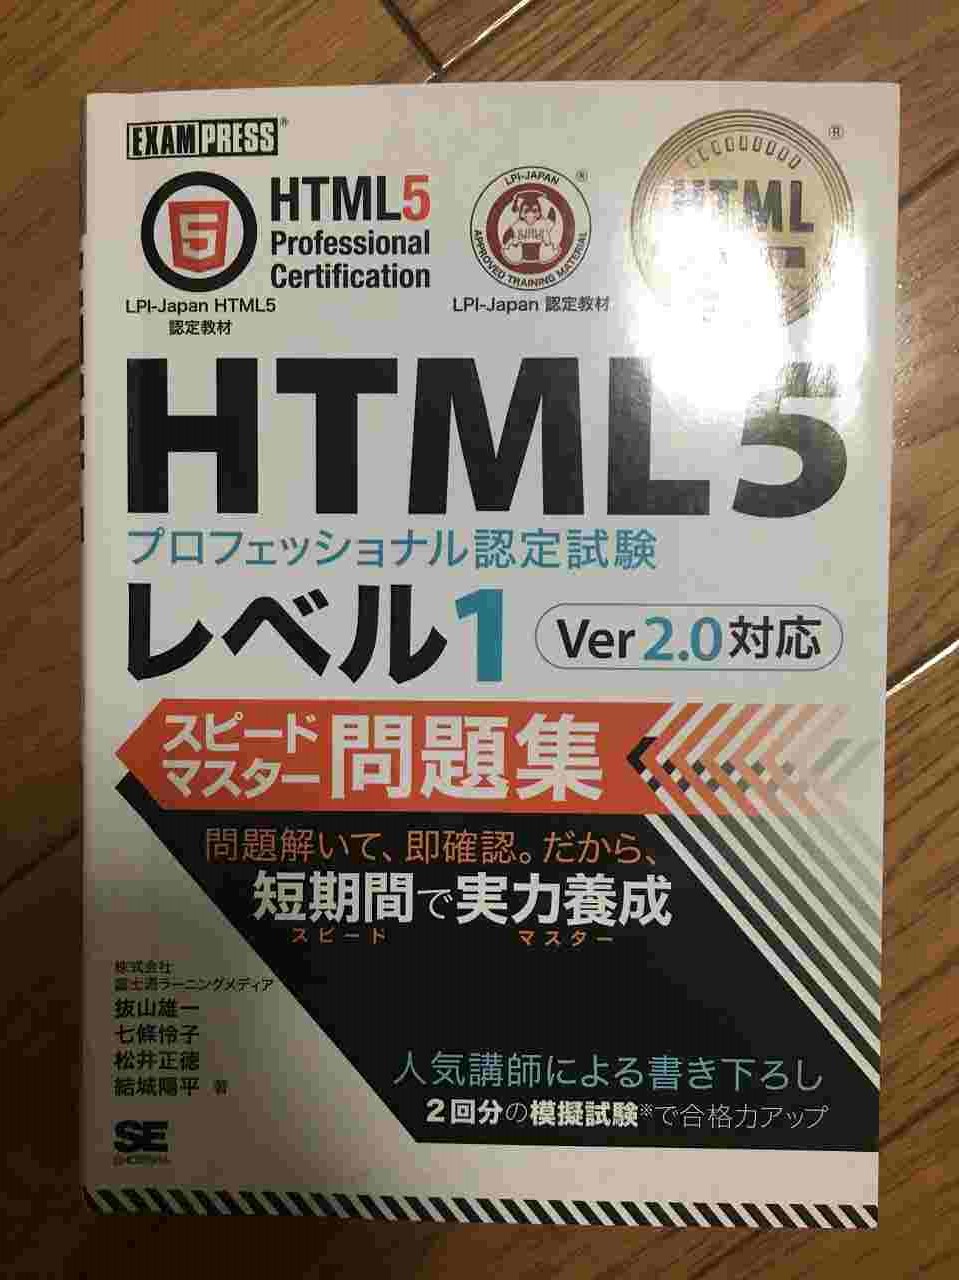 EXAMPRESS®
HTML5
Professional
Certification
LPI-Japan HTML5
認定教材
LPI-JAPAN
APPROVED TRAINING MATERIAL
®
LPI-Japan 認定教材
HTML
®
HTML5
プロフェッショナル認定試験
レベル1
Ver2.0対応
スピード
マスター
問題集
問題解いて、即確認。だから、
短期間で実力養成
スピード マスター
株式会社
富士通ラーニングメディア
抜山雄一
七條怜子
松井正徳
結城陽平 著
人気講師による書き下ろし
2回分の模擬試験※で合格力アップ
SE
SHOEISHA